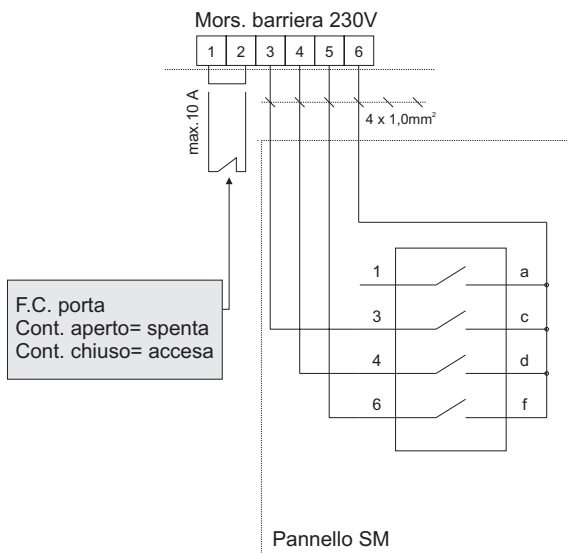 Mors. barriera 230V
1 2 3 4 5 6
max.10 A
4 x 1,0mm²
F.C. porta
Cont. aperto= spenta
Cont. chiuso= accesa
1 a
3 c
4 d
6 f
Pannello SM